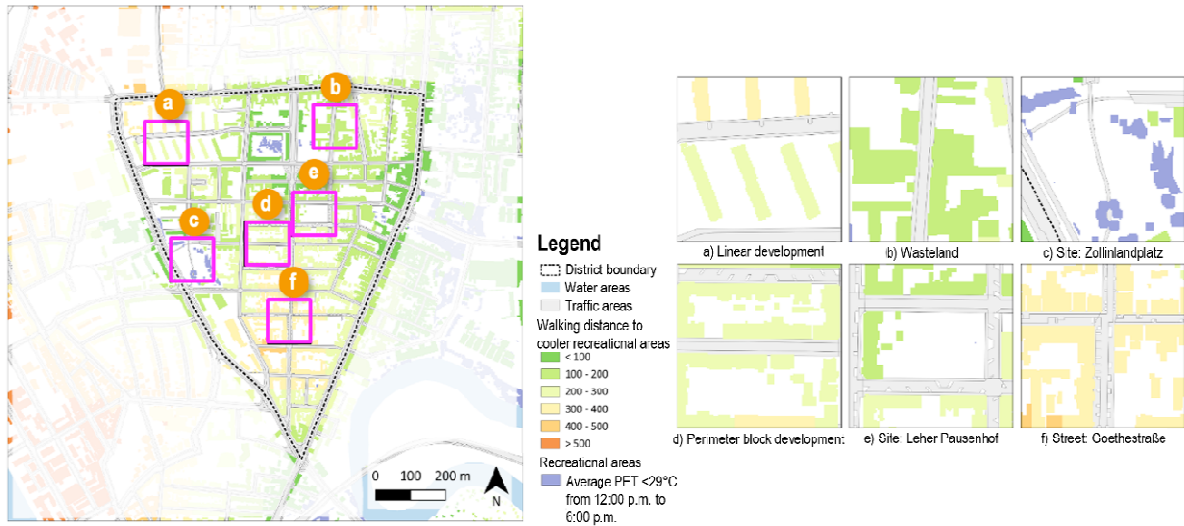 a
b
e
d
c
f
0 100 200 m
N
Legend
District boundary
Water areas
Traffic areas
Walking distance to
cooler recreational areas
< 100
100 - 200
200 - 300
300 - 400
400 - 500
> 500
Recreational areas
Average PET <29°C
from 12:00 p.m. to
6:00 p.m.
a) Linerer development
b) Wasteland
c) Site: Zollinlandplatz
d) Perimeter block development
e) Site: Leher Pausenhof
f) Street: Goethestraße